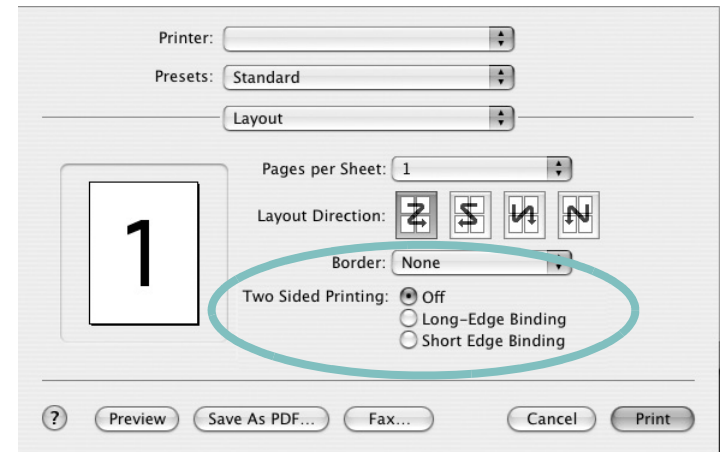 Printer:
Presets: Standard
Layout
Pages per Sheet: 1
Layout Direction:
1
Border: None
Two Sided Printing: Off
Long-Edge Binding
Short Edge Binding
? Preview Save As PDF... Fax... Cancel Print